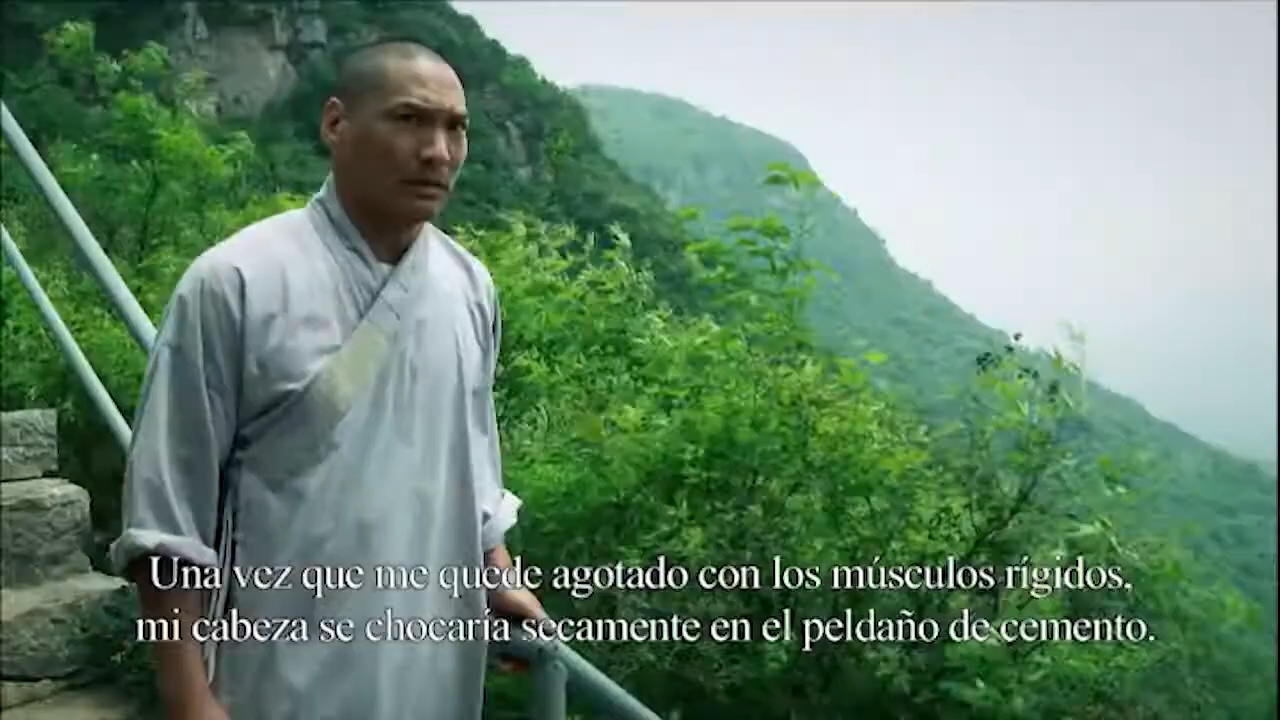 Una vez que me quede agotado con los músculos rígidos,
mi cabeza se chocaría secamente en el peldaño de cemento.